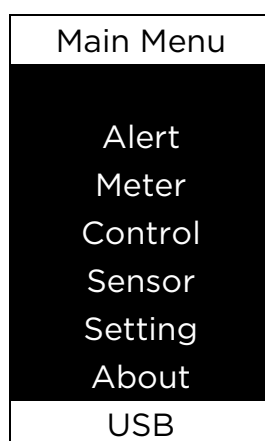 Main Menu
Alert
Meter
Control
Sensor
Setting
About
USB